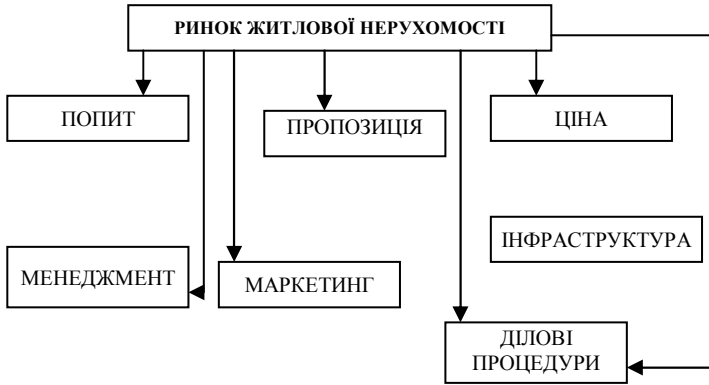 РИНОК ЖИТЛОВОЇ НЕРУХОМОСТІ
ПОПИТ
ПРОПОЗИЦІЯ
ЦІНА
ІНФРАСТРУКТУРА
МЕНЕДЖМЕНТ
МАРКЕТИНГ
ДІЛОВІ
ПРОЦЕДУРИ